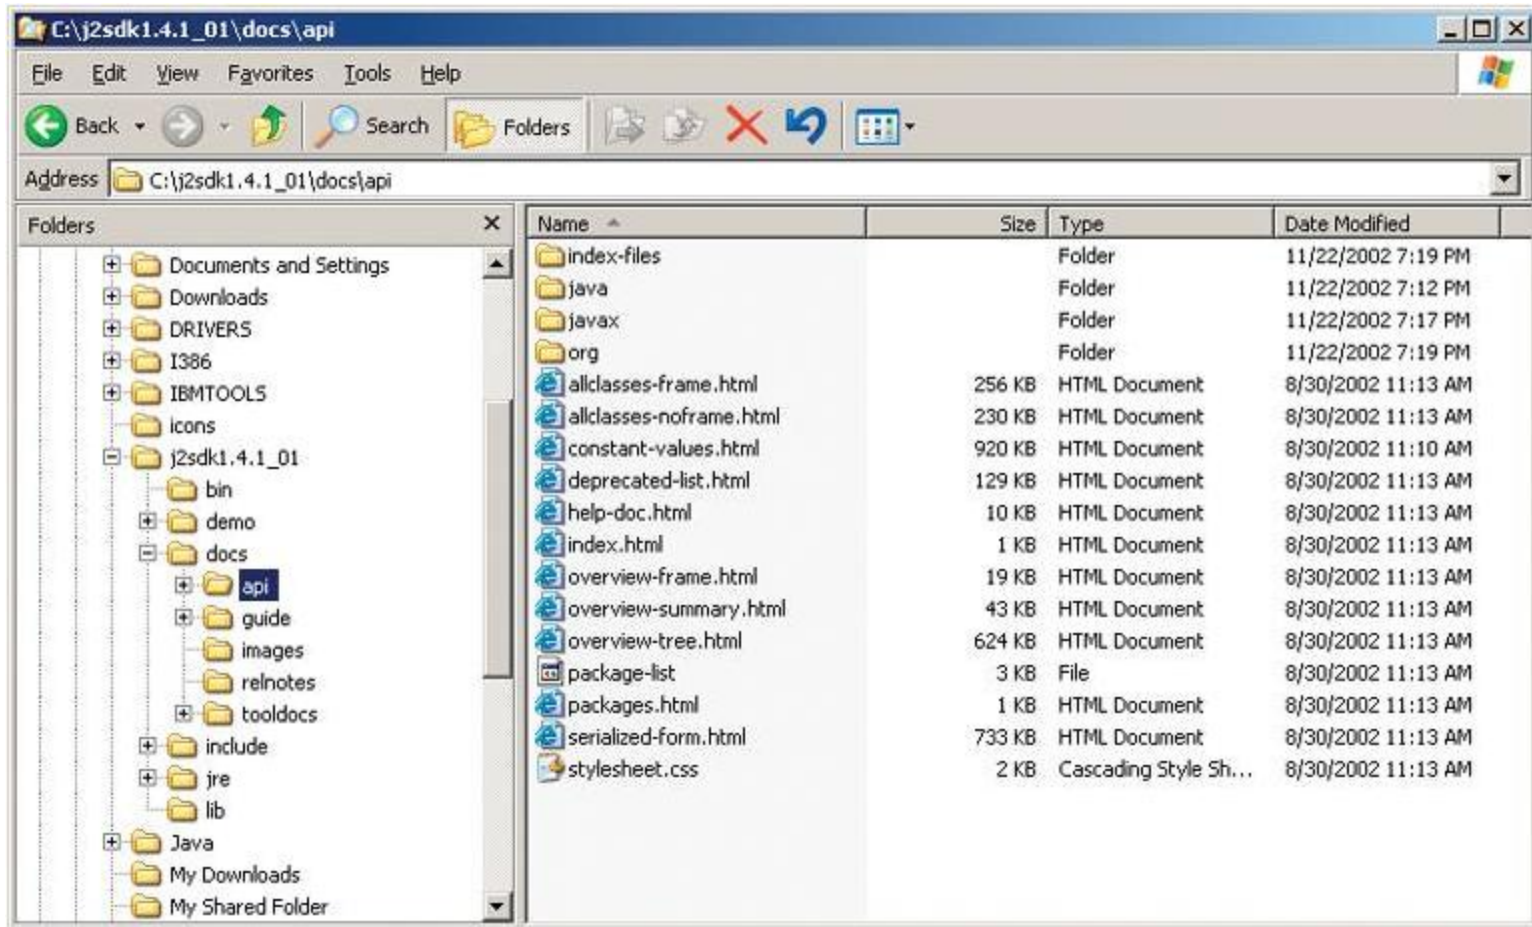 C:\j2sdk1.4.1_01\docs\api
File Edit View Favorites Tools Help
Back Search Folders
Address C:\j2sdk1.4.1_01\docs\api
Folders
Documents and Settings
Downloads
DRIVERS
I386
IBMTOOLS
icons
j2sdk1.4.1_01
bin
demo
docs
api
guide
images
relnotes
tooldocs
include
jre
lib
Java
My Downloads
My Shared Folder
Name Size Type Date Modified
index-files Folder 11/22/2002 7:19 PM
java Folder 11/22/2002 7:12 PM
javax Folder 11/22/2002 7:17 PM
org Folder 11/22/2002 7:19 PM
allclasses-frame.html 256 KB HTML Document 8/30/2002 11:13 AM
allclasses-noframe.html 230 KB HTML Document 8/30/2002 11:13 AM
constant-values.html 920 KB HTML Document 8/30/2002 11:10 AM
deprecated-list.html 129 KB HTML Document 8/30/2002 11:13 AM
help-doc.html 10 KB HTML Document 8/30/2002 11:13 AM
index.html 1 KB HTML Document 8/30/2002 11:13 AM
overview-frame.html 19 KB HTML Document 8/30/2002 11:13 AM
overview-summary.html 43 KB HTML Document 8/30/2002 11:13 AM
overview-tree.html 624 KB HTML Document 8/30/2002 11:13 AM
package-list 3 KB File 8/30/2002 11:13 AM
packages.html 1 KB HTML Document 8/30/2002 11:13 AM
serialized-form.html 733 KB HTML Document 8/30/2002 11:13 AM
stylesheet.css 2 KB Cascading Style Sh... 8/30/2002 11:13 AM